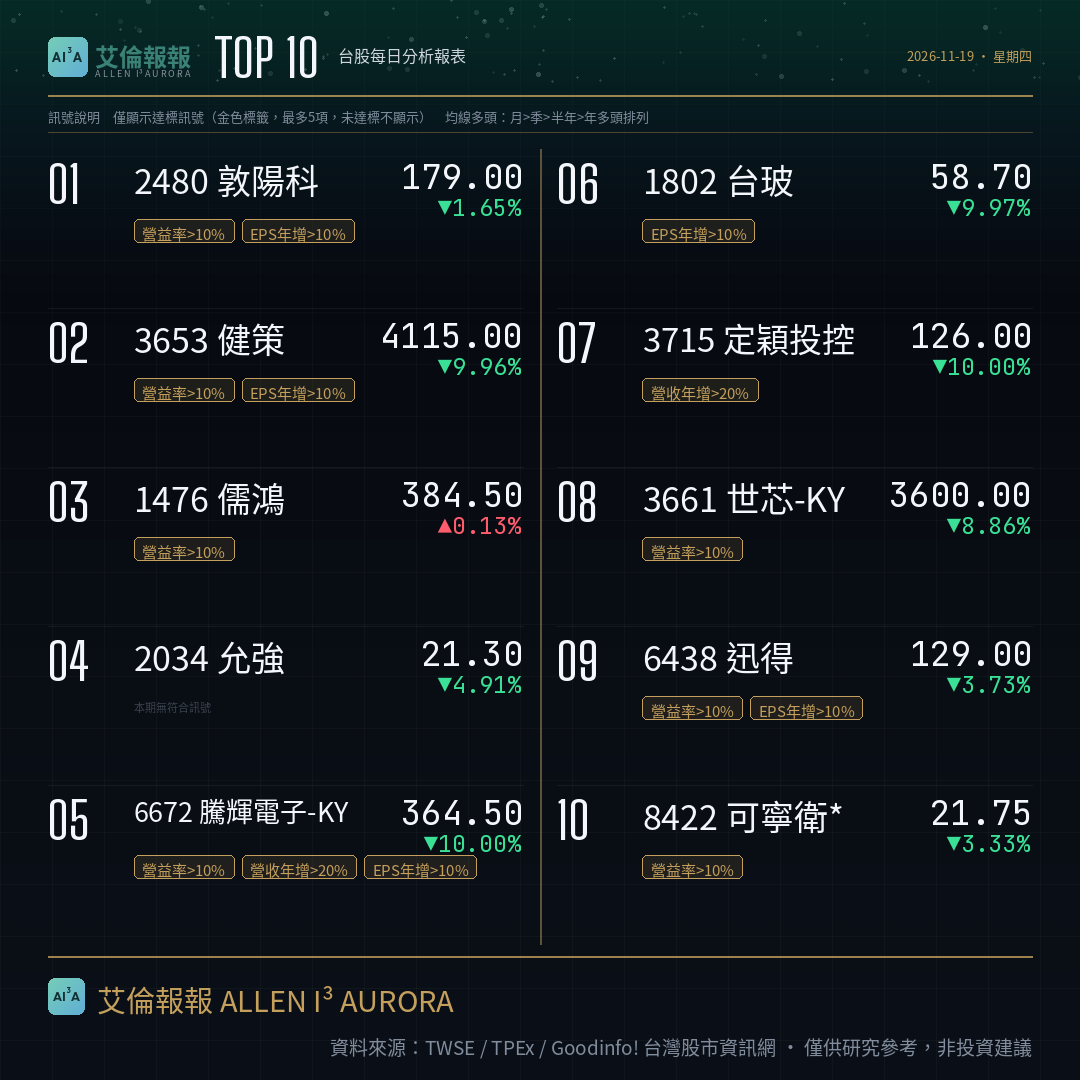 AI³A 艾倫報報 TOP 10 台股每日分析報表 2026-11-19 · 星期四
ALLEN I³ AURORA
訊號說明 僅顯示達標訊號（金色標籤，最多5項，未達標不顯示） 均線多頭：月>季>半年>年多頭排列
01 2480 敦陽科 179.00
▼1.65%
營益率>10% EPS年增>10%
02 3653 健策 4115.00
▼9.96%
營益率>10% EPS年增>10%
03 1476 儒鴻 384.50
▲0.13%
營益率>10%
04 2034 允強 21.30
▼4.91%
本期無符合訊號
05 6672 騰輝電子-KY 364.50
▼10.00%
營益率>10% 營收年增>20% EPS年增>10%
06 1802 台玻 58.70
▼9.97%
EPS年增>10%
07 3715 定穎投控 126.00
▼10.00%
營收年增>20%
08 3661 世芯-KY 3600.00
▼8.86%
營益率>10%
09 6438 迅得 129.00
▼3.73%
營益率>10% EPS年增>10%
10 8422 可寧衛* 21.75
▼3.33%
營益率>10%
AI³A 艾倫報報 ALLEN I³ AURORA
資料來源：TWSE / TPEx / Goodinfo! 台灣股市資訊網 · 僅供研究參考，非投資建議